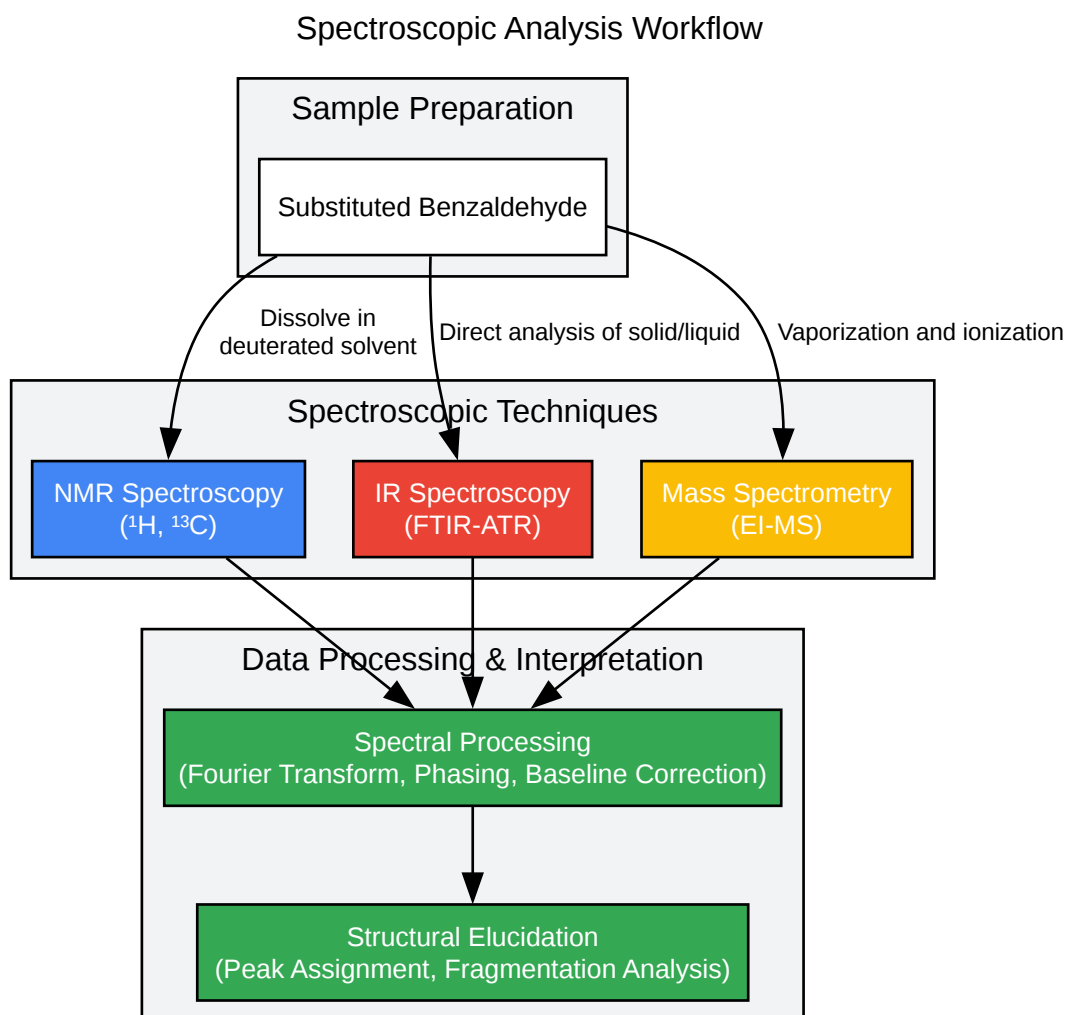 Spectroscopic Analysis Workflow
Sample Preparation
Substituted Benzaldehyde
Dissolve in
deuterated solvent
Direct analysis of solid/liquid
Vaporization and ionization
Spectroscopic Techniques
NMR Spectroscopy
(¹H, ¹³C)
IR Spectroscopy
(FTIR-ATR)
Mass Spectrometry
(EI-MS)
Data Processing & Interpretation
Spectral Processing
(Fourier Transform, Phasing, Baseline Correction)
Structural Elucidation
(Peak Assignment, Fragmentation Analysis)